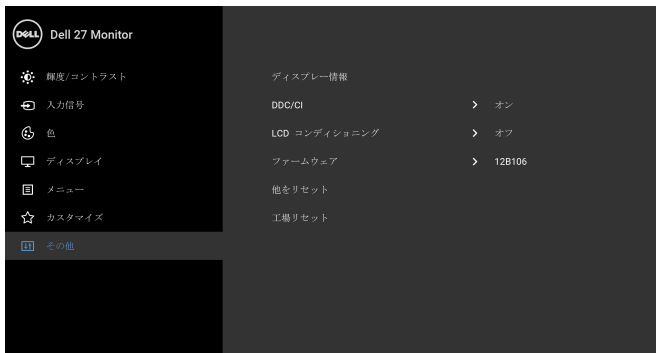 DELL Dell 27 Monitor
輝度/コントラスト
ディスプレー情報
入力信号
DDC/CI > オン
色
LCD コンディショニング > オフ
ディスプレイ
ファームウェア > 12B106
メニュー
他をリセット
カスタマイズ
工場リセット
その他